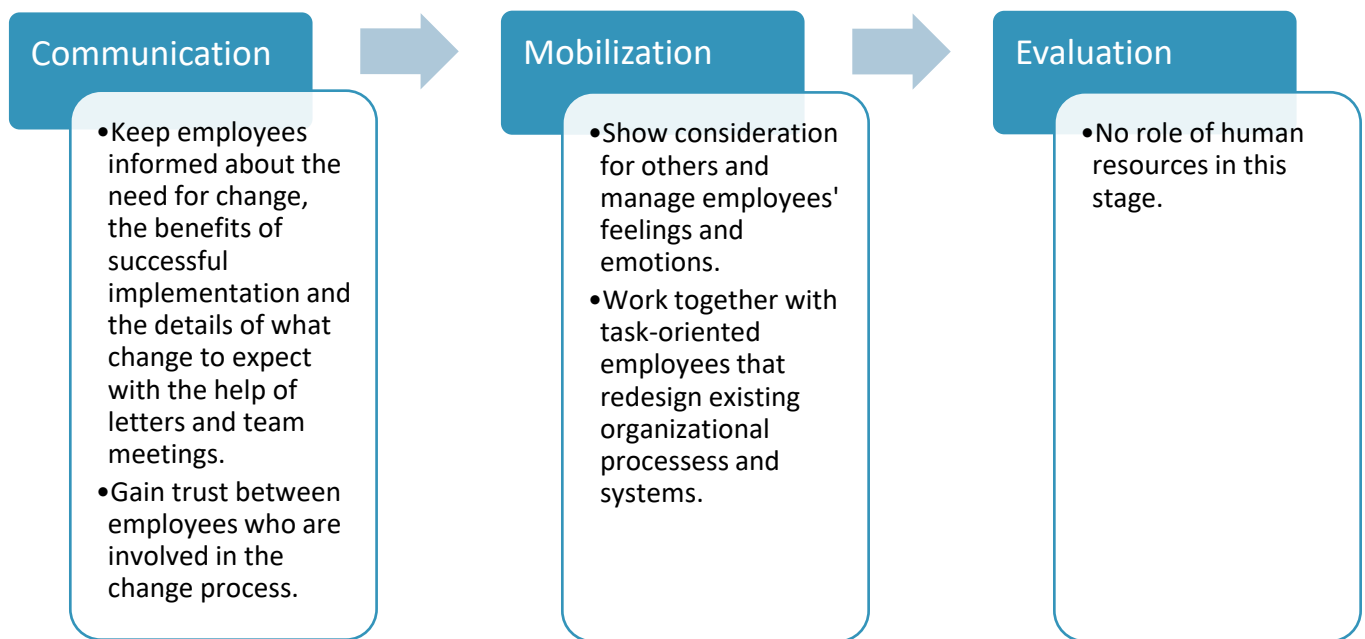 Communication
•Keep employees
informed about the
need for change,
the benefits of
successful
implementation and
the details of what
change to expect
with the help of
letters and team
meetings.
•Gain trust between
employees who are
involved in the
change process.
Mobilization
•Show consideration
for others and
manage employees'
feelings and
emotions.
•Work together with
task-oriented
employees that
redesign existing
organizational
processess and
systems.
Evaluation
•No role of human
resources in this
stage.